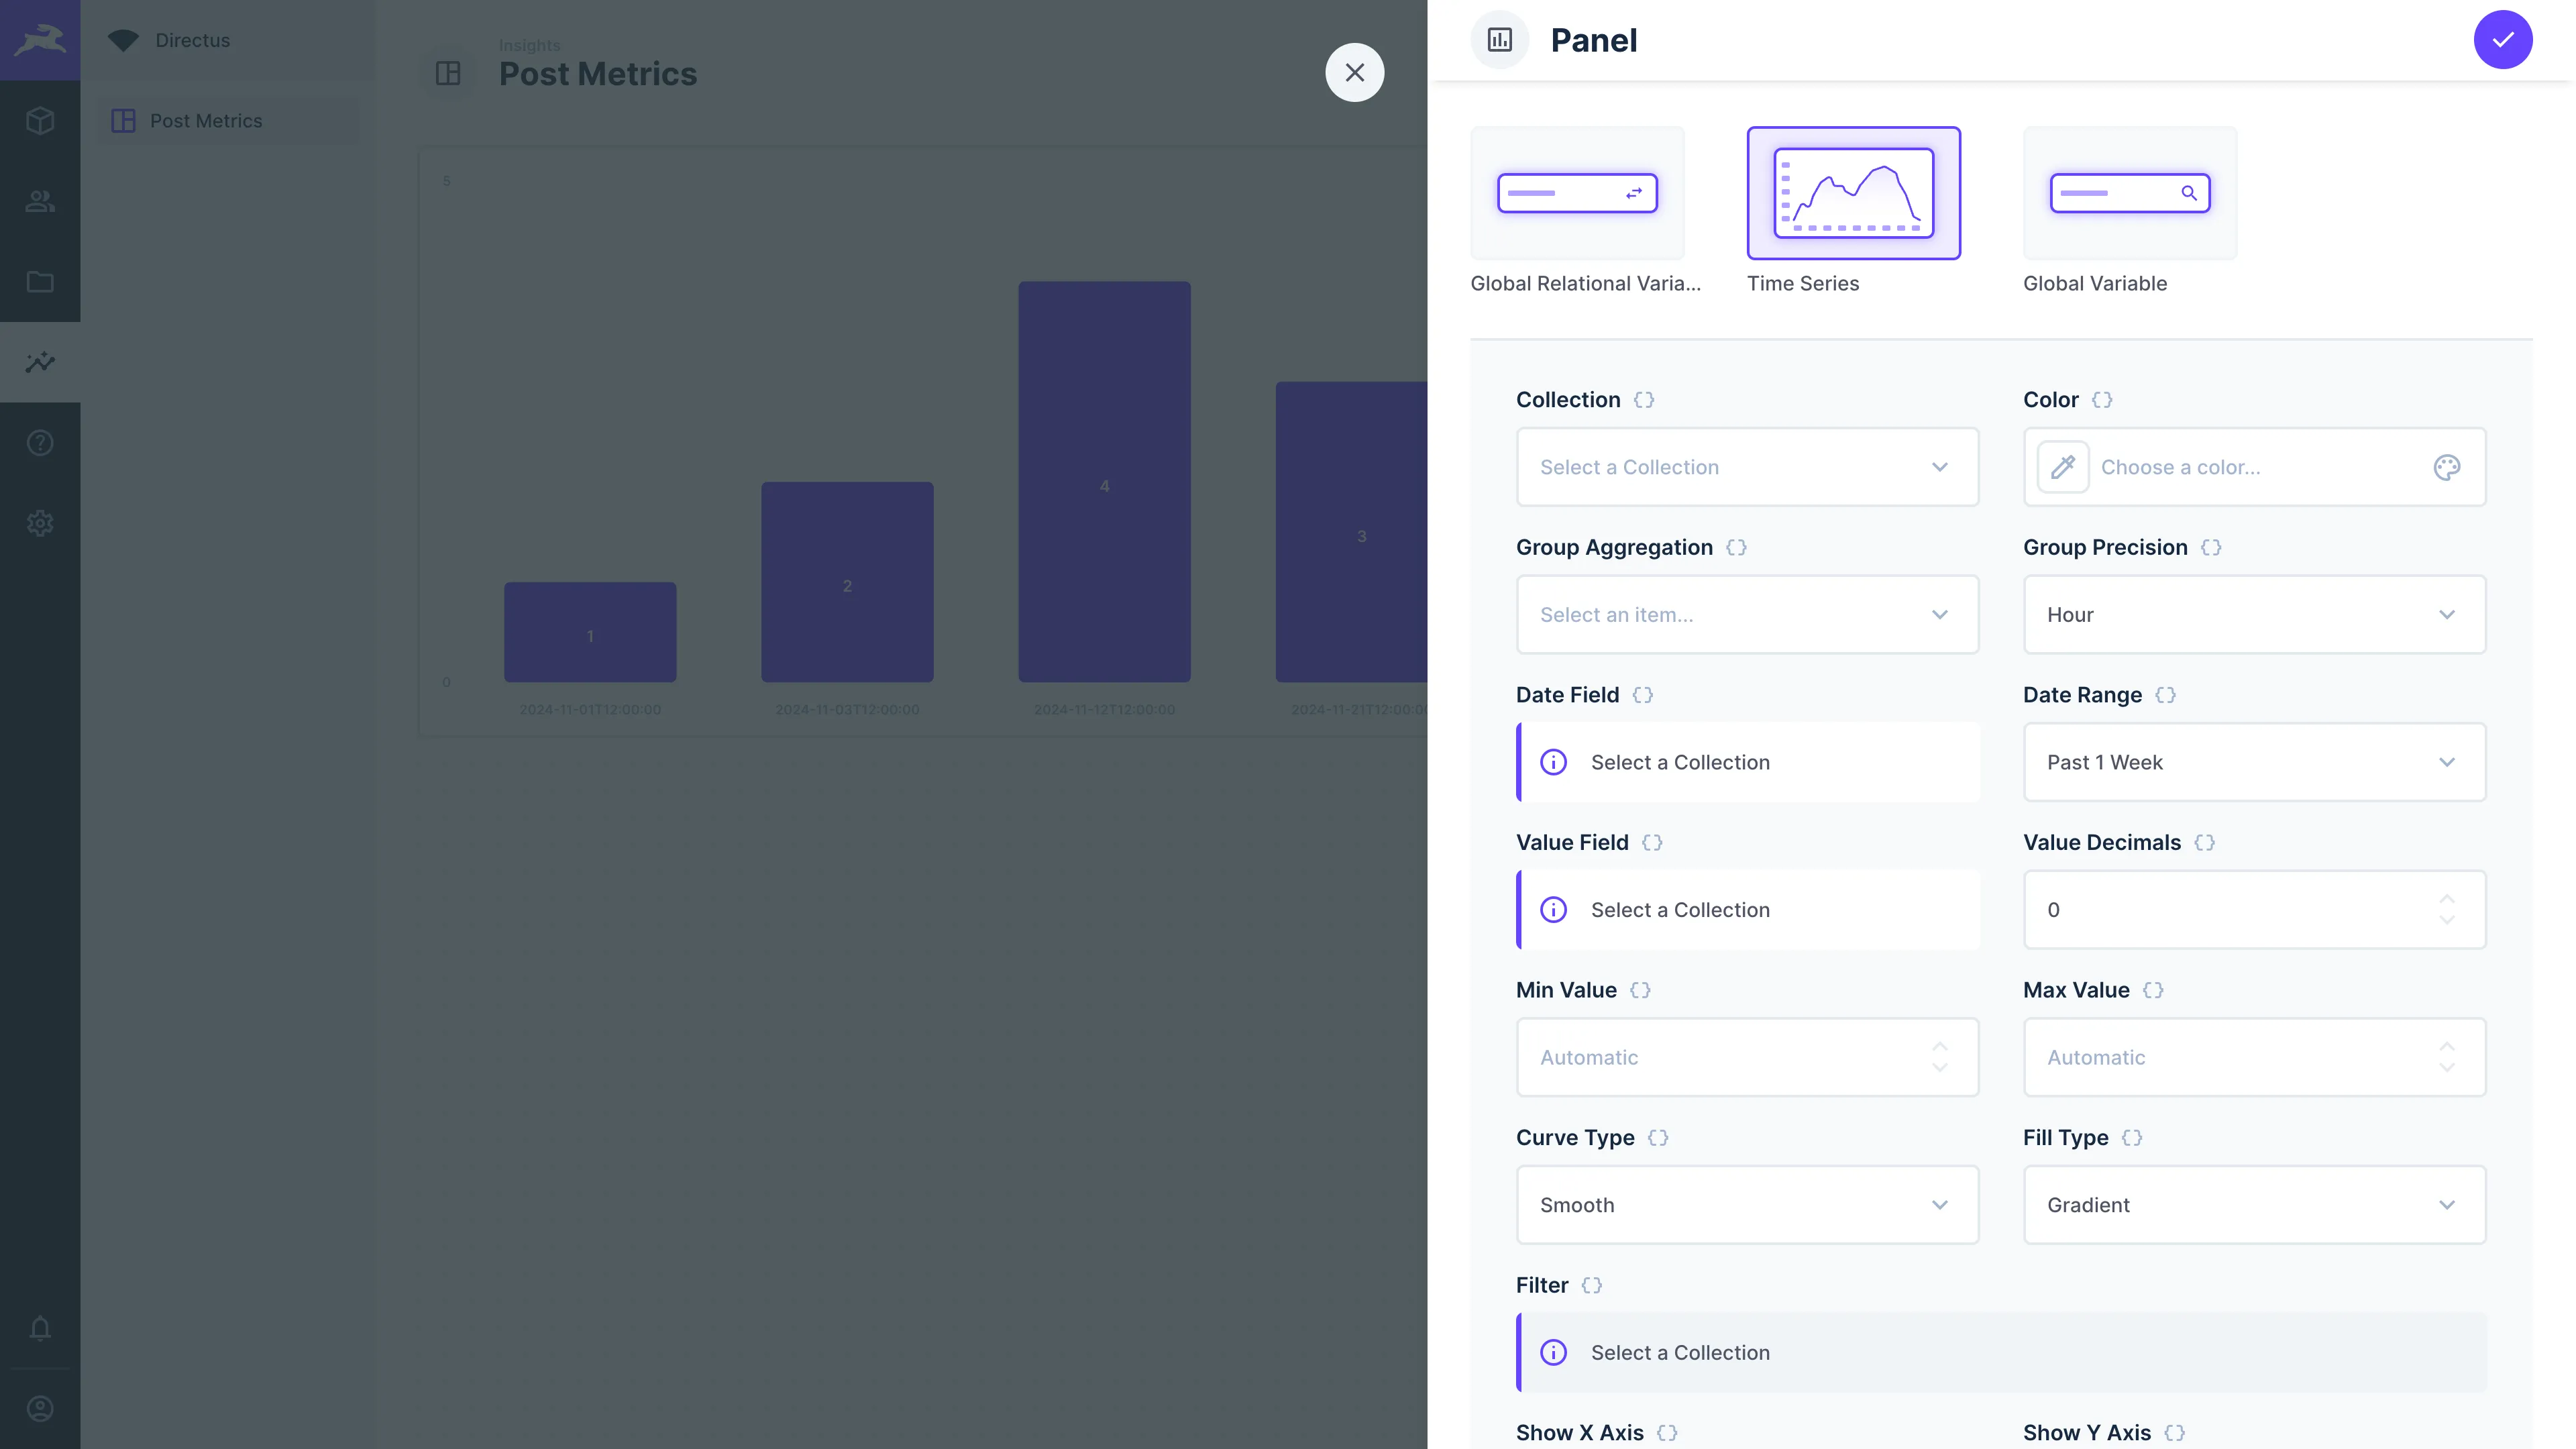 Directus
Post Metrics
Insights
Post Metrics
5
4
3
2
1
0
2024-11-01T12:00:00
2024-11-03T12:00:00
2024-11-12T12:00:00
2024-11-21T12:00:00
Panel
Global Relational Varia...
Time Series
Global Variable
Collection
Color
Select a Collection
Choose a color...
Group Aggregation
Group Precision
Select an item...
Hour
Date Field
Date Range
Select a Collection
Past 1 Week
Value Field
Value Decimals
Select a Collection
0
Min Value
Max Value
Automatic
Automatic
Curve Type
Fill Type
Smooth
Gradient
Filter
Select a Collection
Show X Axis
Show Y Axis